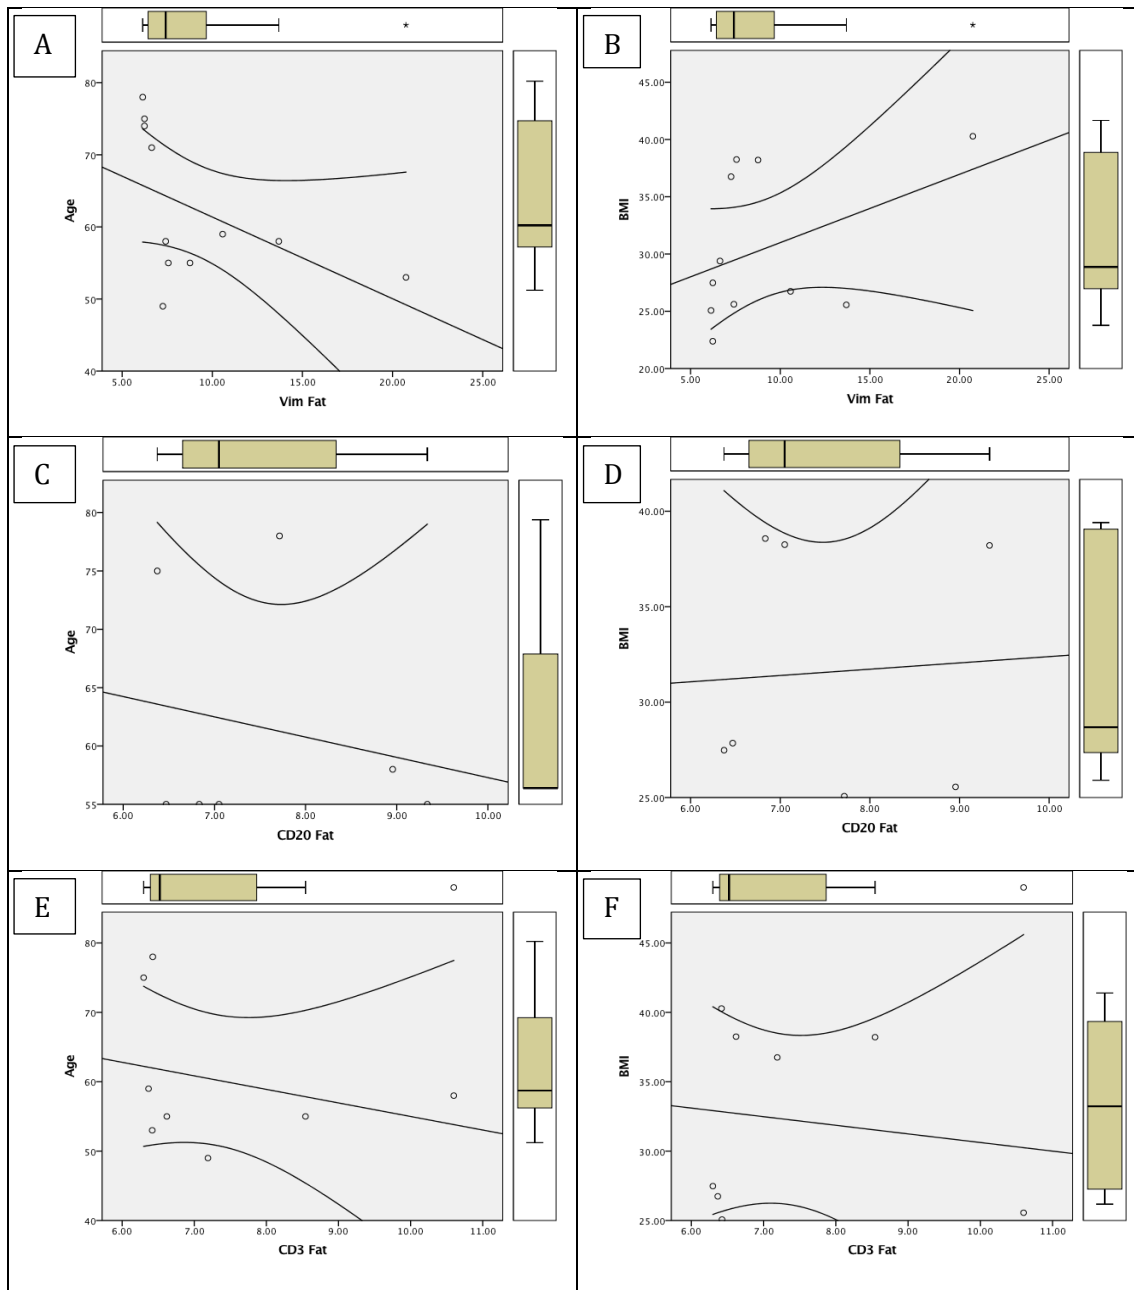 A
*
80
70
60
50
40
Age
5.00 10.00 15.00 20.00 25.00
Vim Fat
B
*
45.00
40.00
35.00
30.00
25.00
20.00
BMI
5.00 10.00 15.00 20.00 25.00
Vim Fat
C
80
75
70
65
60
55
Age
6.00 7.00 8.00 9.00 10.00
CD20 Fat
D
40.00
35.00
30.00
25.00
BMI
6.00 7.00 8.00 9.00 10.00
CD20 Fat
E
80
70
60
50
40
Age
6.00 7.00 8.00 9.00 10.00 11.00
CD3 Fat
F
45.00
40.00
35.00
30.00
25.00
BMI
6.00 7.00 8.00 9.00 10.00 11.00
CD3 Fat